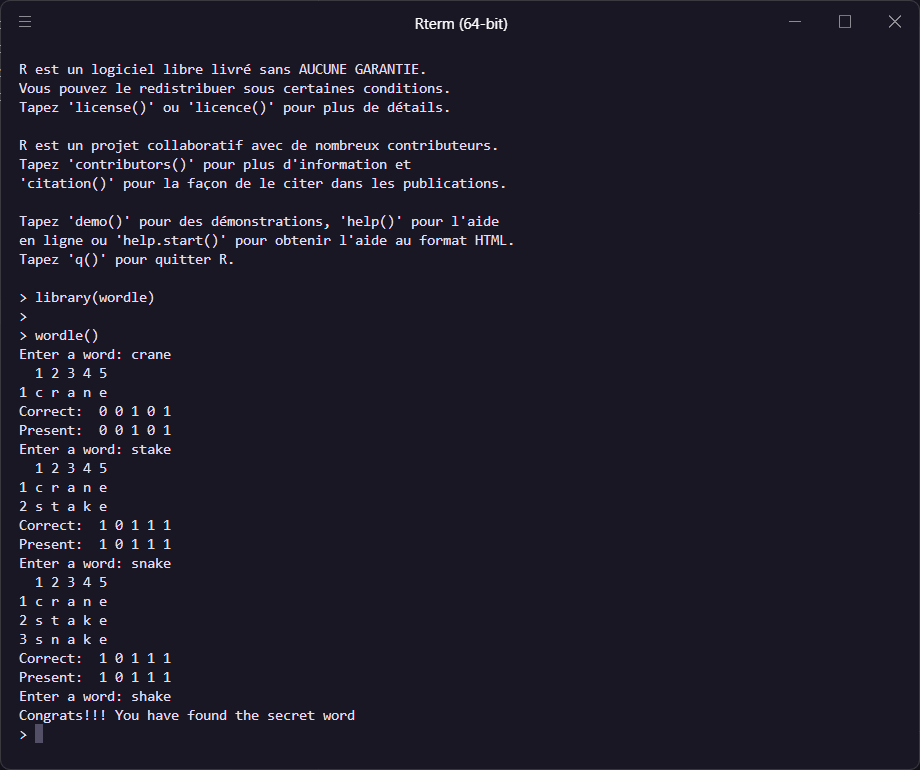 Rterm (64-bit)
R est un logiciel libre livré sans AUCUNE GARANTIE.
Vous pouvez le redistribuer sous certaines conditions.
Tapez 'license()' ou 'licence()' pour plus de détails.
R est un projet collaboratif avec de nombreux contributeurs.
Tapez 'contributors()' pour plus d'information et
'citation()' pour la façon de le citer dans les publications.
Tapez 'demo()' pour des démonstrations, 'help()' pour l'aide
en ligne ou 'help.start()' pour obtenir l'aide au format HTML.
Tapez 'q()' pour quitter R.
> library(wordle)
>
> wordle()
Enter a word: crane
  1 2 3 4 5
1 c r a n e
Correct:  0 0 1 0 1
Present:  0 0 1 0 1
Enter a word: stake
  1 2 3 4 5
1 c r a n e
2 s t a k e
Correct:  1 0 1 1 1
Present:  1 0 1 1 1
Enter a word: snake
  1 2 3 4 5
1 c r a n e
2 s t a k e
3 s n a k e
Correct:  1 0 1 1 1
Present:  1 0 1 1 1
Enter a word: shake
Congrats!!! You have found the secret word
>